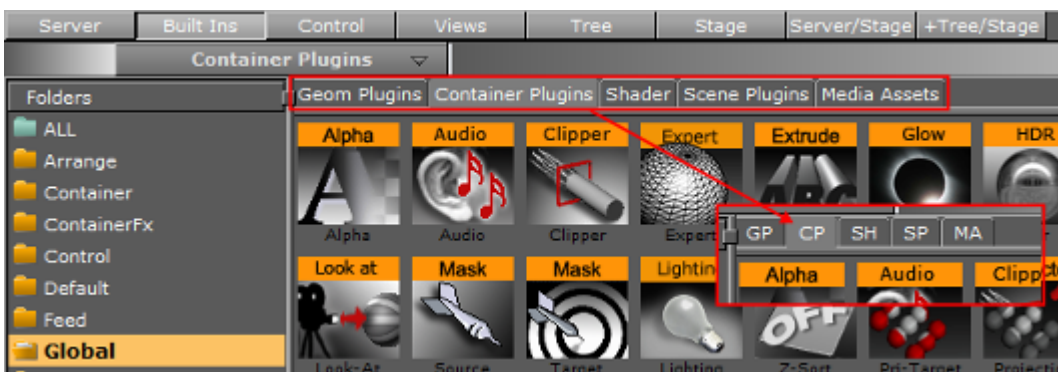 Server Built Ins Control Views Tree Stage Server/Stage +Tree/Stage
Container Plugins
Folders
Geom Plugins Container Plugins Shader Scene Plugins Media Assets
ALL
Arrange
Container
ContainerFx
Control
Default
Feed
Global
Alpha Audio Clipper Expert Extrude Glow HDR
Alpha Audio Clipper Expert
GP CP SH SP MA
Look at Mask Mask Lighting
Alpha Audio
OFF
Look-At Source Target Lighting Z-Sort Pri-Target